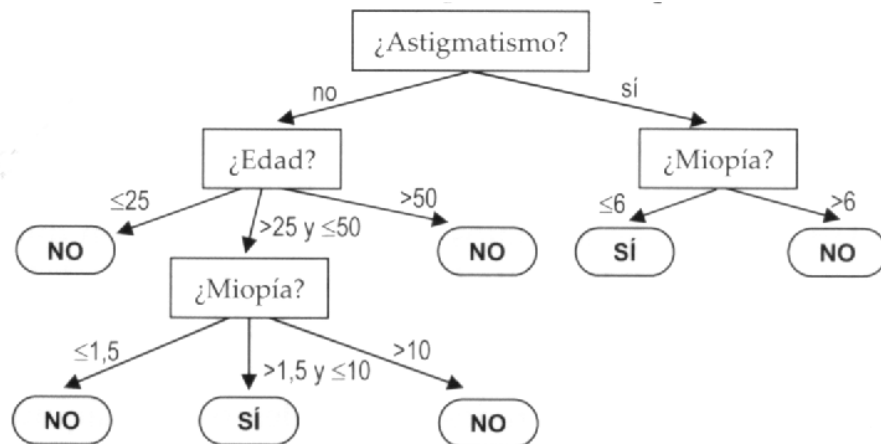 ¿Astigmatismo?
no
sí
¿Edad?
¿Miopía?
≤25
>25 y ≤50
>50
≤6
>6
NO
NO
SÍ
NO
¿Miopía?
≤1,5
>1,5 y ≤10
>10
NO
SÍ
NO